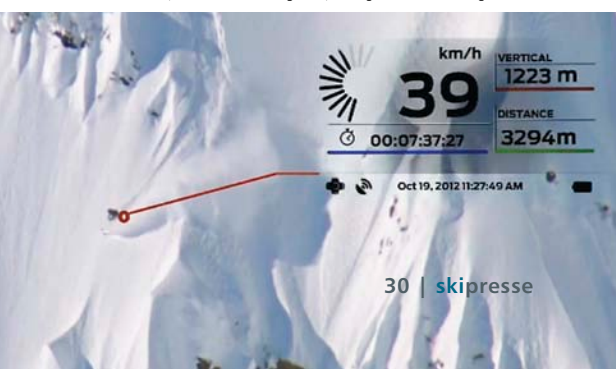 km/h
39
00:07:37:27
VERTICAL
1223 m
DISTANCE
3294m
Oct 19, 2012 11:27:49 AM
30 | skipresse